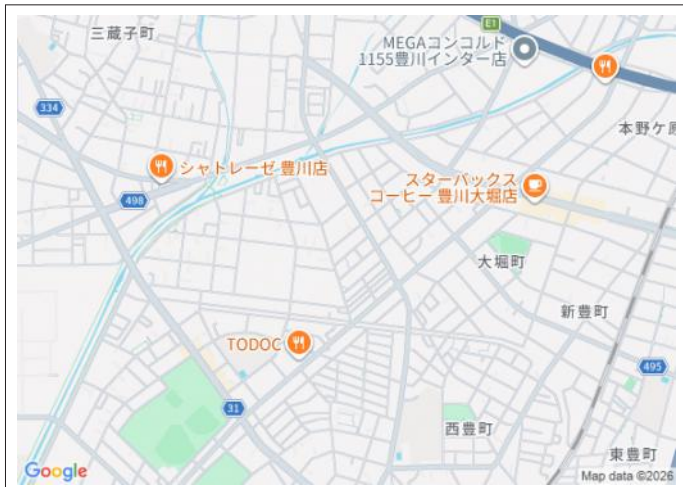 三蔵子町
E1
MEGAコンコルド
1155豊川インター店
334
本野ケ原
シャトレーゼ 豊川店
スターバックス
コーヒー 豊川大堀店
498
大堀町
新豊町
TODOC
495
31
西豊町
東豊町
Google
Map data ©2026